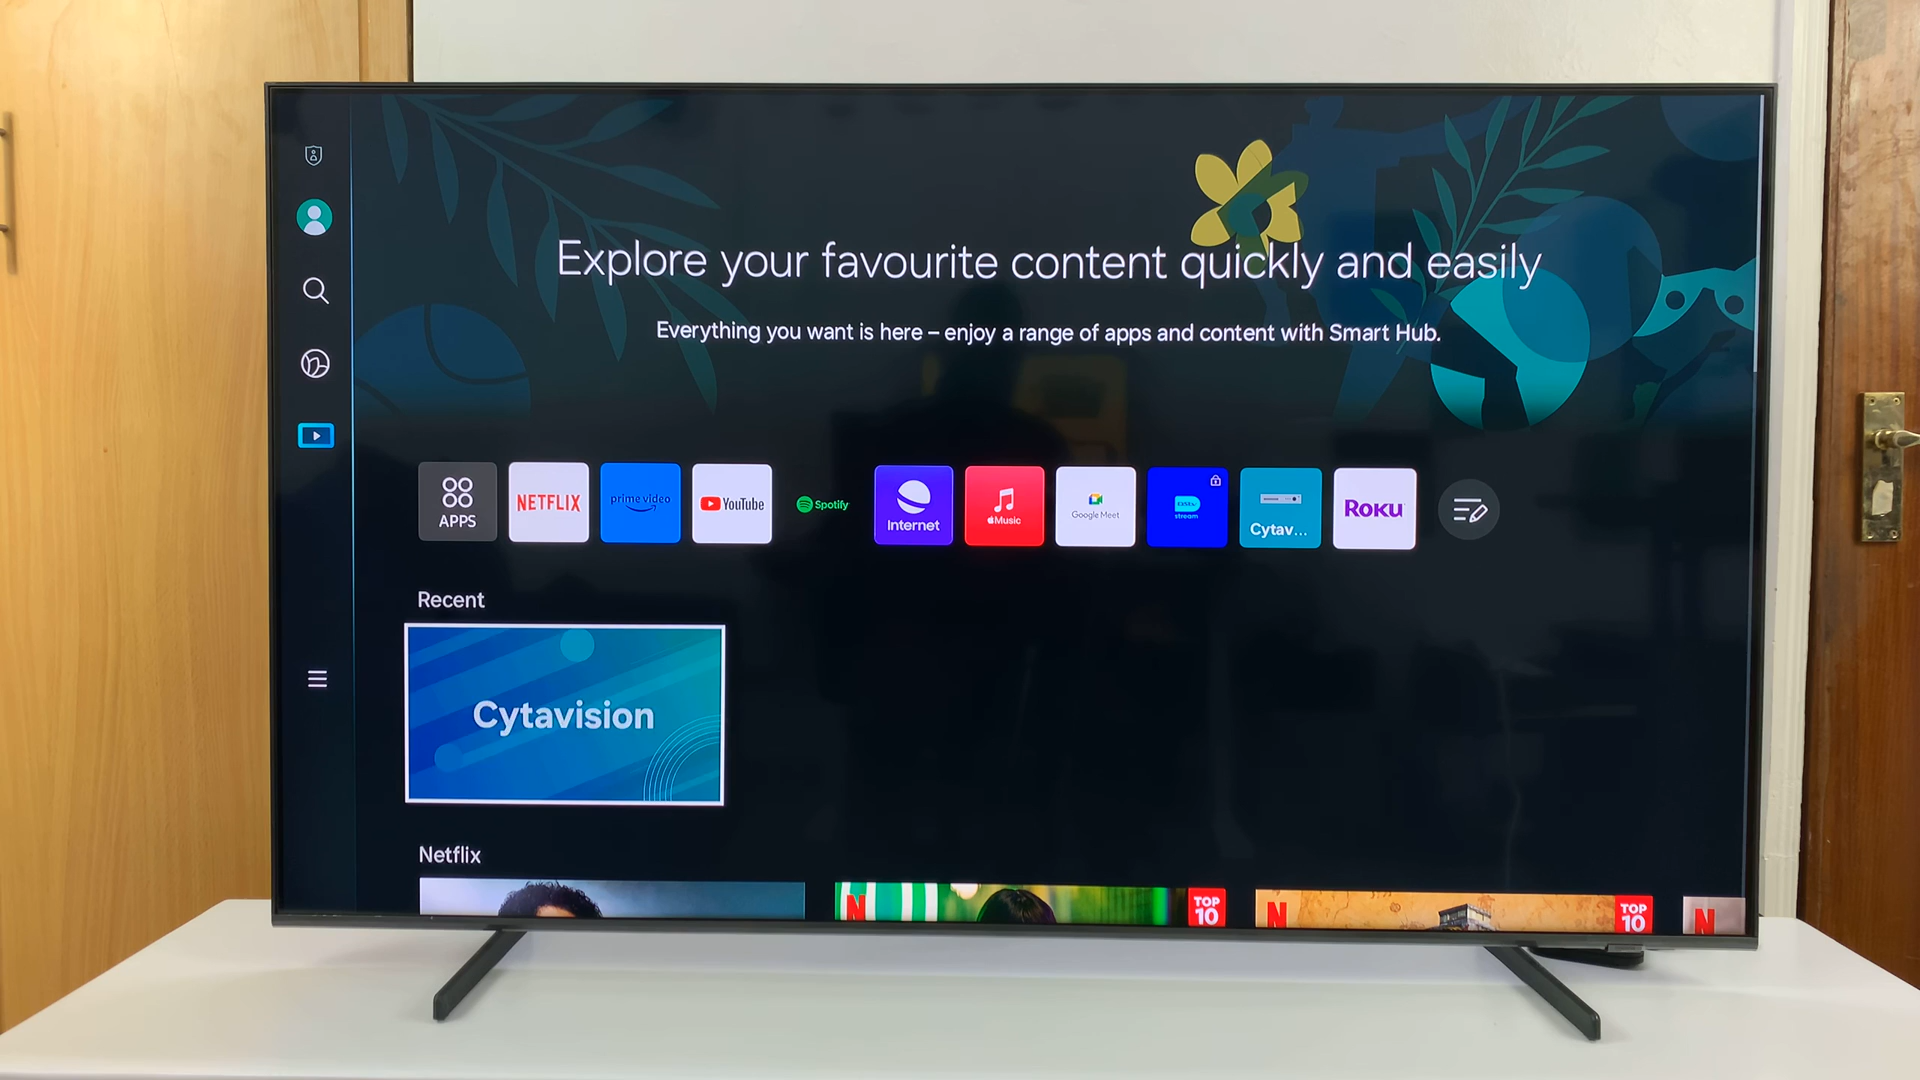 Explore your favourite content quickly and easily
Everything you want is here – enjoy a range of apps and content with Smart Hub.
APPS
NETFLIX
prime video
YouTube
Spotify
Internet
Music
Google Meet
stream
Cytav...
Roku
Recent
Cytavision
Netflix
N
TOP
10
N
TOP
10
N